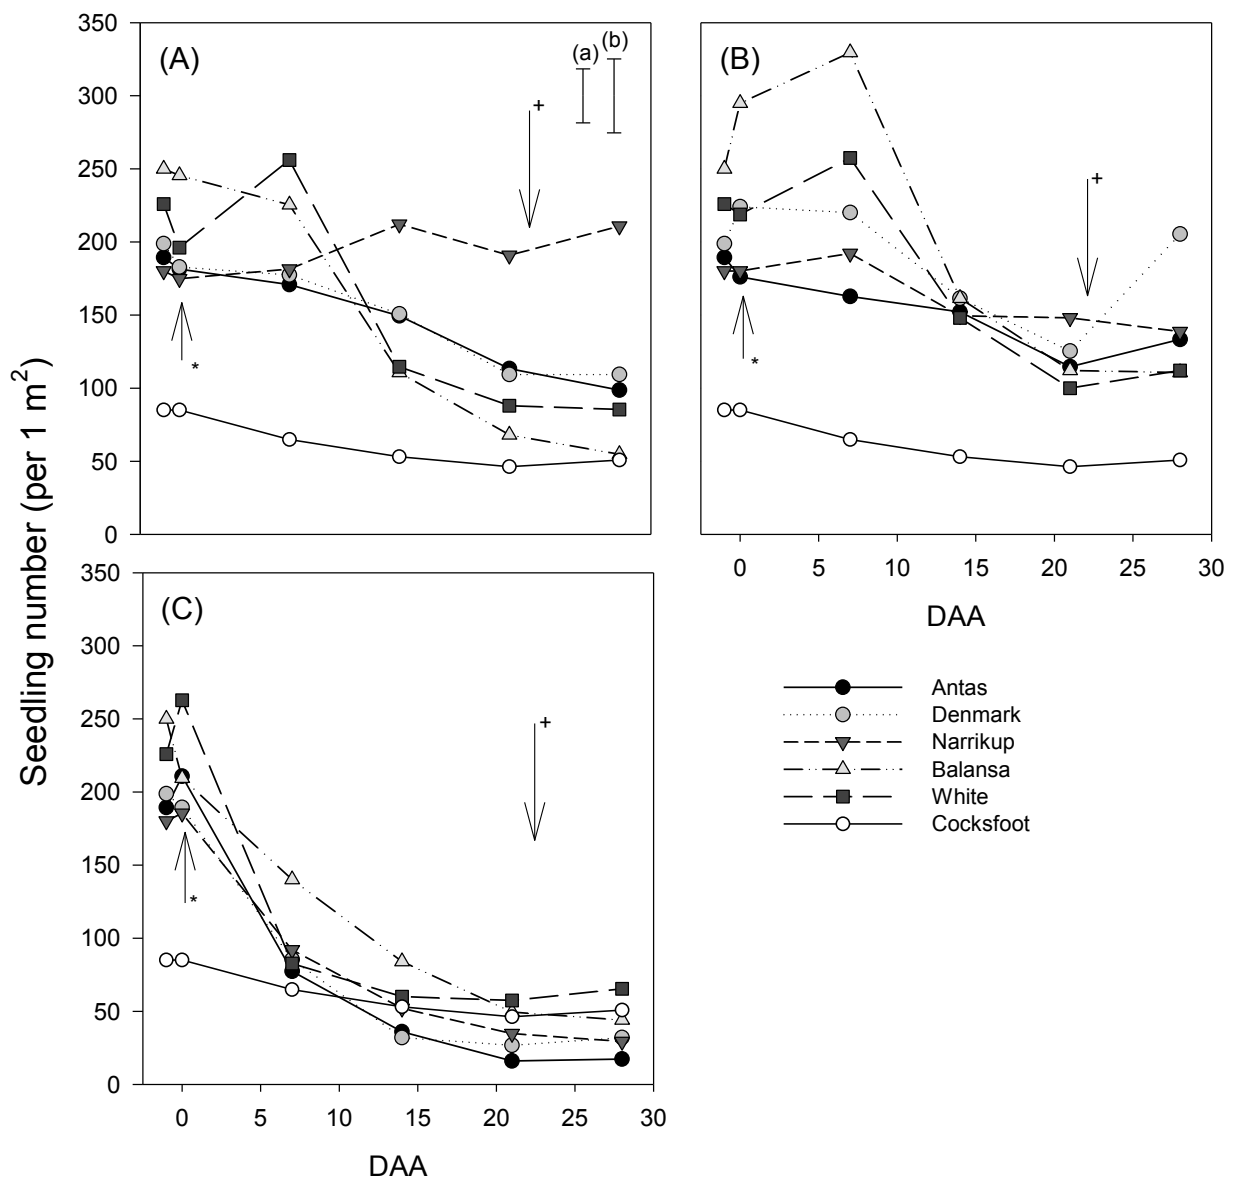 Seedling number (per 1 m²)
350
300
250
200
150
100
50
0
(A)
(a)
(b)
+
*
(B)
+
*
0 5 10 15 20 25 30
DAA
350
300
250
200
150
100
50
0
(C)
+
*
0 5 10 15 20 25 30
DAA
Antas
Denmark
Narrikup
Balansa
White
Cocksfoot